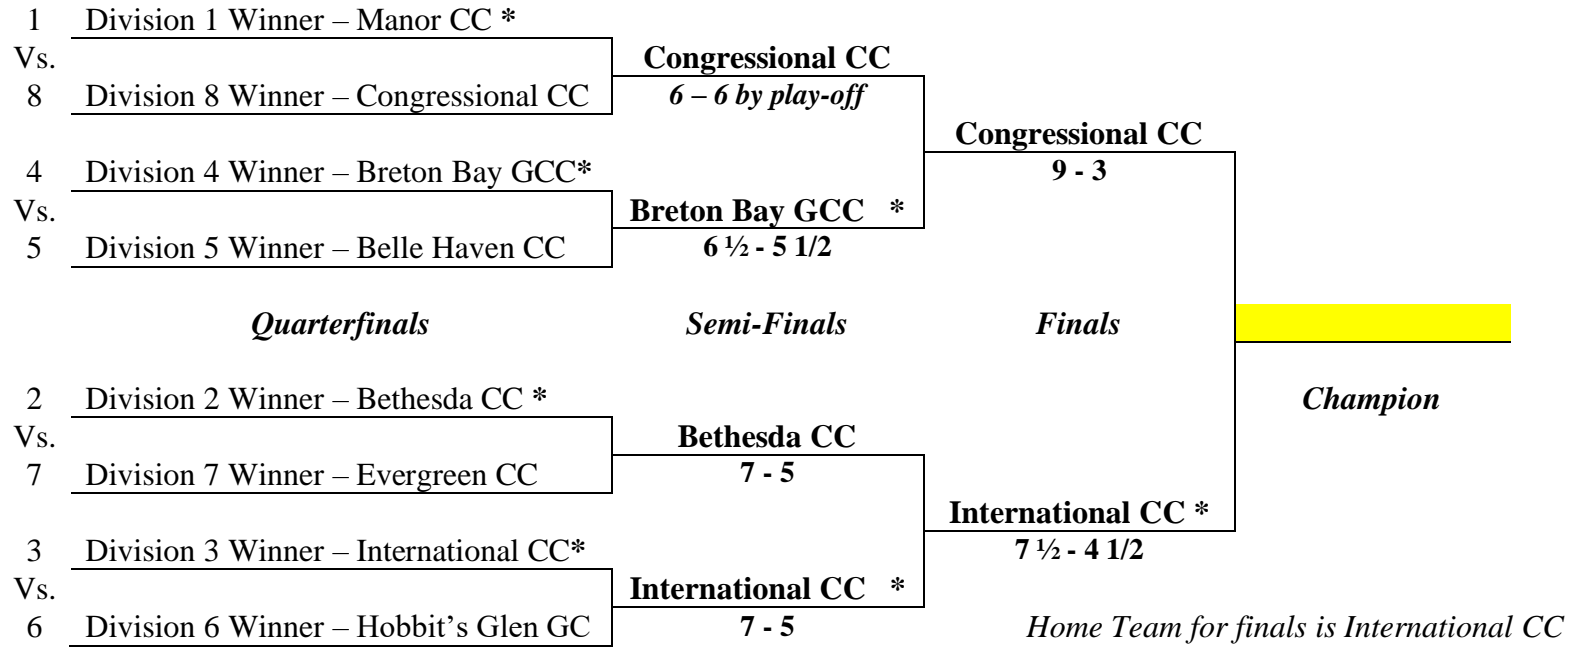 1 Division 1 Winner – Manor CC *
Vs.
Congressional CC
8 Division 8 Winner – Congressional CC
6 – 6 by play-off
Congressional CC
9 - 3
4 Division 4 Winner – Breton Bay GCC*
Vs.
Breton Bay GCC *
5 Division 5 Winner – Belle Haven CC
6 ½ - 5 1/2
Quarterfinals Semi-Finals Finals
2 Division 2 Winner – Bethesda CC *
Champion
Vs.
Bethesda CC
7 Division 7 Winner – Evergreen CC
7 - 5
International CC *
7 ½ - 4 1/2
3 Division 3 Winner – International CC*
Vs.
International CC *
6 Division 6 Winner – Hobbit’s Glen GC
7 - 5
Home Team for finals is International CC